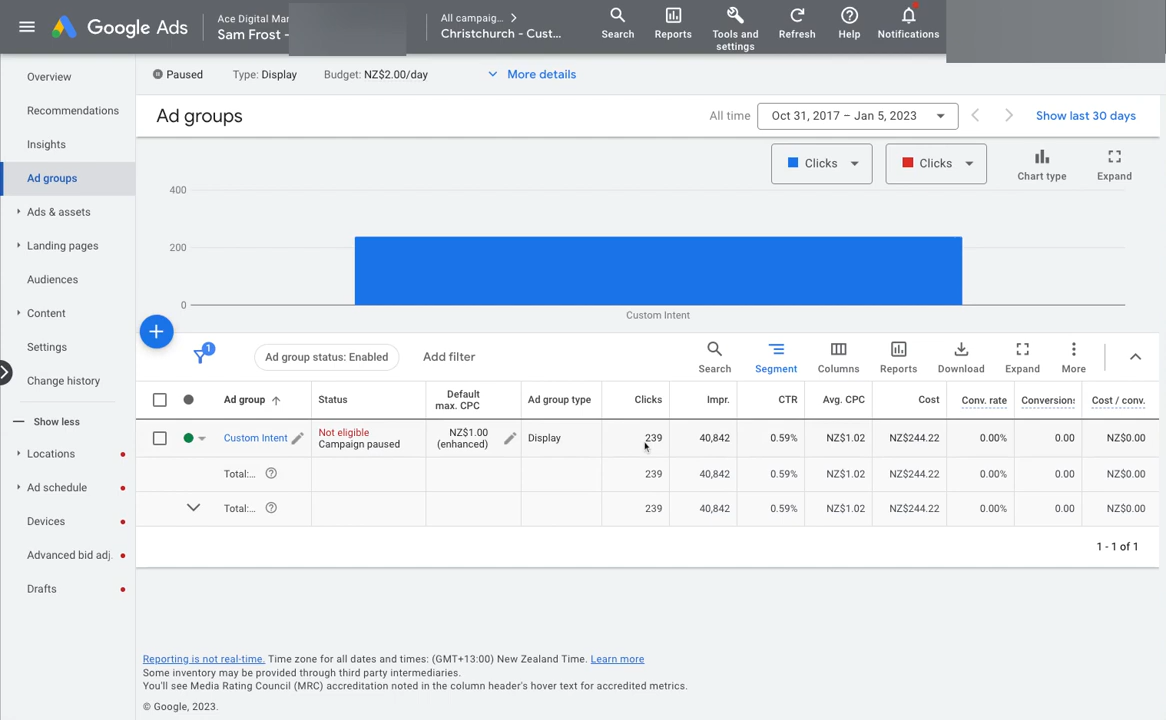 Google Ads
Ace Digital Mar
Sam Frost -
All campaig...
Christchurch - Cust...
Search
Reports
Tools and
settings
Refresh
Help
Notifications
Overview
Recommendations
Insights
Ad groups
Ads & assets
Landing pages
Audiences
Content
Settings
Change history
Show less
Locations
Ad schedule
Devices
Advanced bid adj.
Drafts
Paused Type: Display Budget: NZ$2.00/day More details
Ad groups
All time Oct 31, 2017 – Jan 5, 2023 Show last 30 days
Clicks Clicks Chart type Expand
400
200
0
Custom Intent
1
Ad group status: Enabled Add filter
Search Segment Columns Reports Download Expand More
Ad group Status Default max. CPC Ad group type Clicks Impr. CTR Avg. CPC Cost Conv. rate Conversions Cost / conv.
Custom Intent Not eligible Campaign paused NZ$1.00 (enhanced) Display 239 40,842 0.59% NZ$1.02 NZ$244.22 0.00% 0.00 NZ$0.00
Total:... 239 40,842 0.59% NZ$1.02 NZ$244.22 0.00% 0.00 NZ$0.00
Total:... 239 40,842 0.59% NZ$1.02 NZ$244.22 0.00% 0.00 NZ$0.00
1 - 1 of 1
Reporting is not real-time. Time zone for all dates and times: (GMT+13:00) New Zealand Time. Learn more
Some inventory may be provided through third party intermediaries.
You'll see Media Rating Council (MRC) accreditation noted in the column header's hover text for accredited metrics.
© Google, 2023.